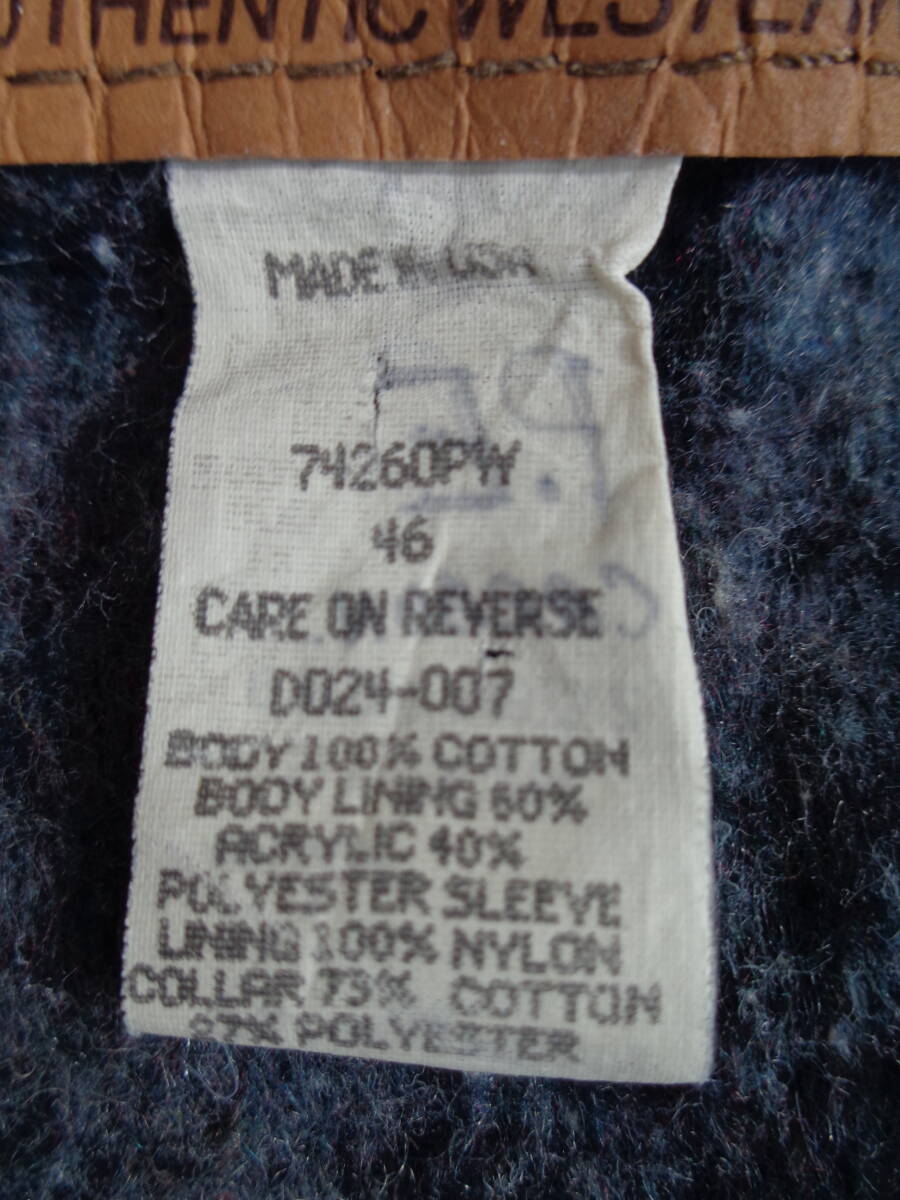 AUTHENTIC WESTERN
MADE IN USA
74260PW
46
CARE ON REVERSE
D024-007
BODY 100% COTTON
BODY LINING 60%
ACRYLIC 40%
POLYESTER SLEEVE
LINING 100% NYLON
COLLAR 73% COTTON
27% POLYESTER